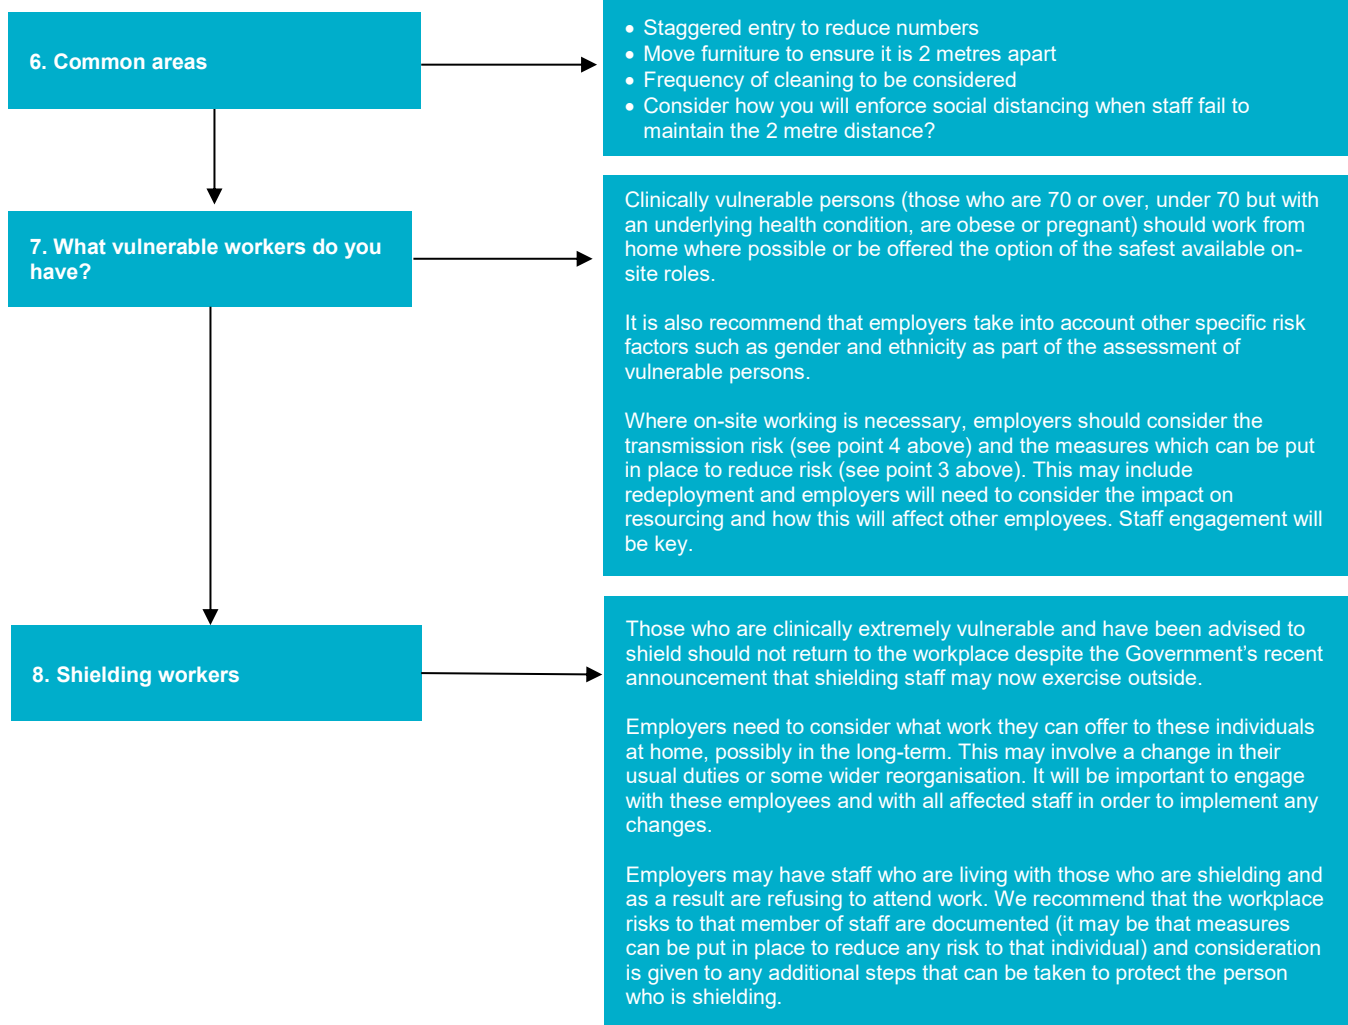 6. Common areas
• Staggered entry to reduce numbers
• Move furniture to ensure it is 2 metres apart
• Frequency of cleaning to be considered
• Consider how you will enforce social distancing when staff fail to
maintain the 2 metre distance?
7. What vulnerable workers do you
have?
Clinically vulnerable persons (those who are 70 or over, under 70 but with
an underlying health condition, are obese or pregnant) should work from
home where possible or be offered the option of the safest available on-
site roles.
It is also recommend that employers take into account other specific risk
factors such as gender and ethnicity as part of the assessment of
vulnerable persons.
Where on-site working is necessary, employers should consider the
transmission risk (see point 4 above) and the measures which can be put
in place to reduce risk (see point 3 above). This may include
redeployment and employers will need to consider the impact on
resourcing and how this will affect other employees. Staff engagement will
be key.
8. Shielding workers
Those who are clinically extremely vulnerable and have been advised to
shield should not return to the workplace despite the Government’s recent
announcement that shielding staff may now exercise outside.
Employers need to consider what work they can offer to these individuals
at home, possibly in the long-term. This may involve a change in their
usual duties or some wider reorganisation. It will be important to engage
with these employees and with all affected staff in order to implement any
changes.
Employers may have staff who are living with those who are shielding and
as a result are refusing to attend work. We recommend that the workplace
risks to that member of staff are documented (it may be that measures
can be put in place to reduce any risk to that individual) and consideration
is given to any additional steps that can be taken to protect the person
who is shielding.